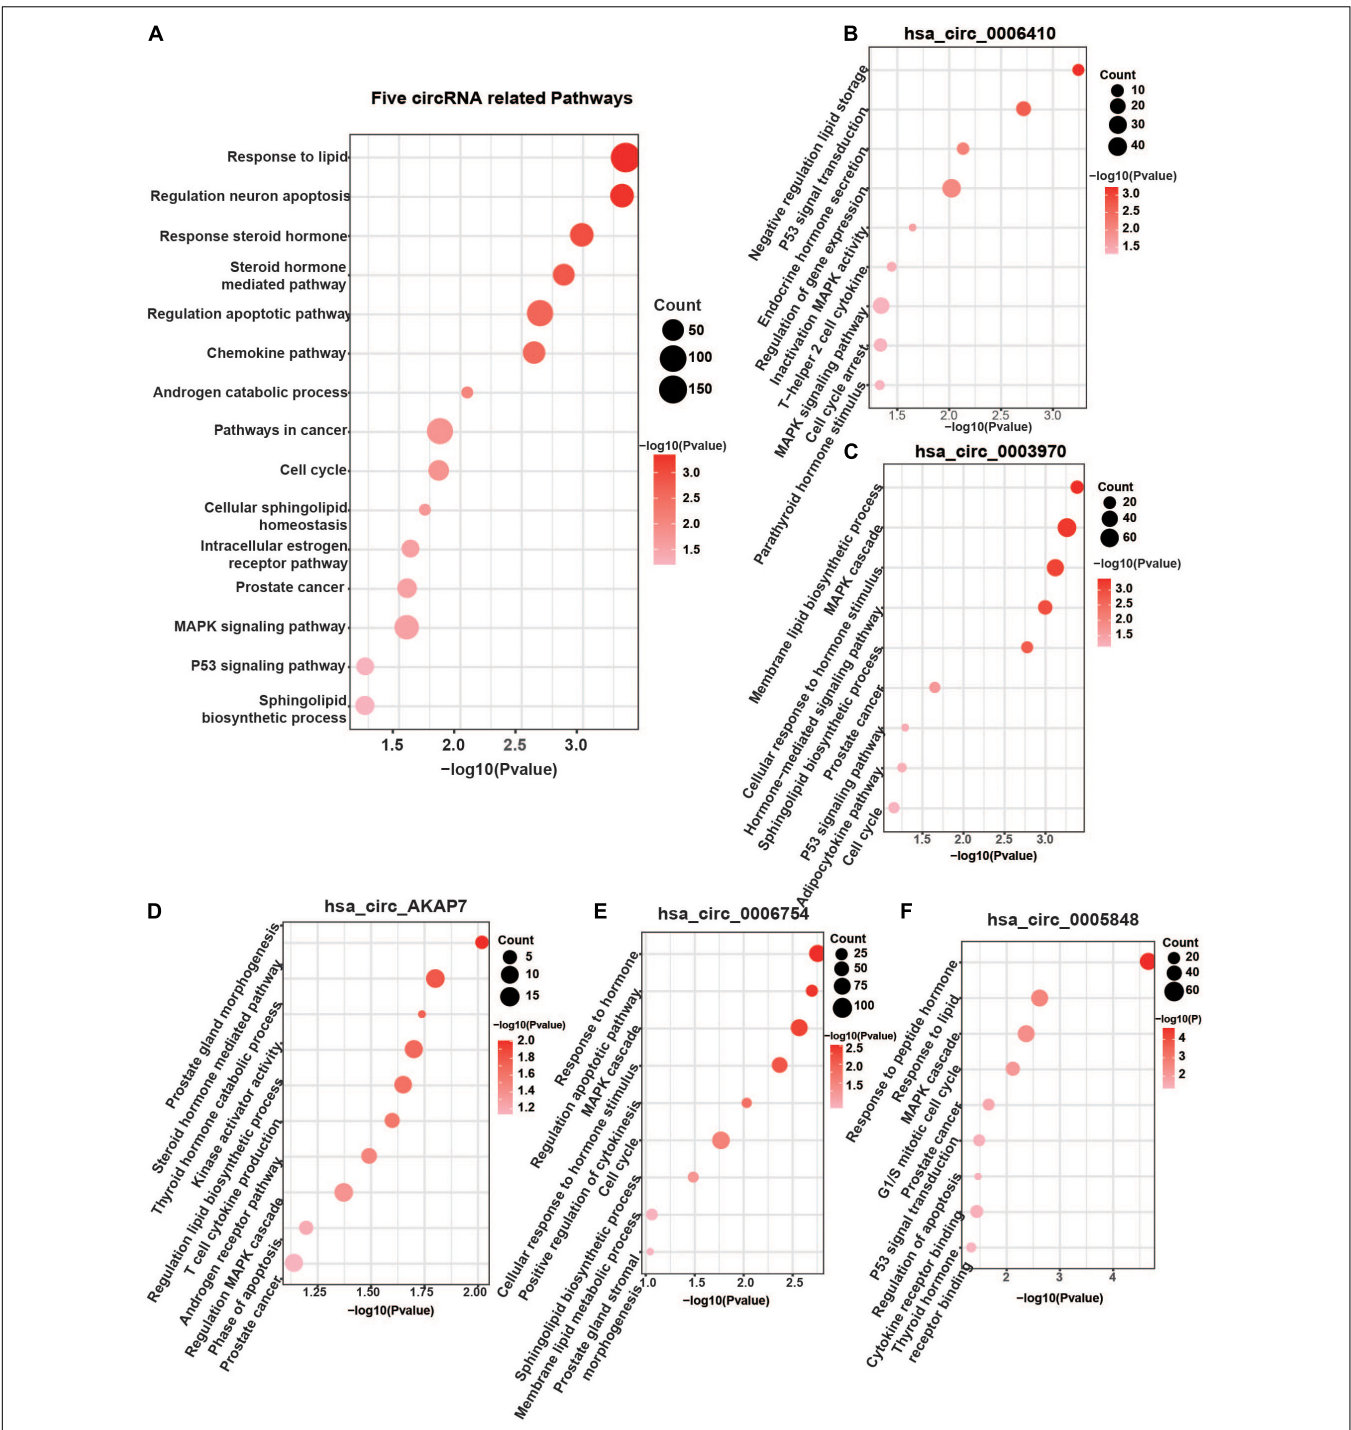 A
Five circRNA related Pathways
Response to lipid
Regulation neuron apoptosis
Response steroid hormone
Steroid hormone
mediated pathway
Regulation apoptotic pathway
Chemokine pathway
Androgen catabolic process
Pathways in cancer
Cell cycle
Cellular sphingolipid
homeostasis
Intracellular estrogen
receptor pathway
Prostate cancer
MAPK signaling pathway
P53 signaling pathway
Sphingolipid
biosynthetic process
1.5 2.0 2.5 3.0
−log10(Pvalue)
Count
50
100
150
−log10(Pvalue)
3.0
2.5
2.0
1.5
B
hsa_circ_0006410
Negative regulation lipid storage
P53 signal transduction
Endocrine hormone secretion
Regulation of gene expression
Inactivation MAPK activity
T−helper 2 cell cytokine
MAPK signaling pathway
Cell cycle arrest
Parathyroid hormone stimulus
1.5 2.0 2.5 3.0
−log10(Pvalue)
Count
10
20
30
40
−log10(Pvalue)
3.0
2.5
2.0
1.5
C
hsa_circ_0003970
Membrane lipid biosynthetic process
MAPK cascade
Cellular response to hormone stimulus
Hormone−mediated signaling pathway
Sphingolipid biosynthetic process
Prostate cancer
P53 signaling pathway
Adipocytokine pathway
Cell cycle
1.5 2.0 2.5 3.0
−log10(Pvalue)
Count
20
40
60
−log10(Pvalue)
3.0
2.5
2.0
1.5
D
hsa_circ_AKAP7
Prostate gland morphogenesis
Steroid hormone mediated pathway
Thyroid hormone catabolic process
Kinase activator activity
Regulation lipid biosynthetic process
T cell cytokine production
Androgen receptor pathway
Regulation MAPK cascade
Phase of apoptosis
Prostate cancer
1.25 1.50 1.75 2.00
−log10(Pvalue)
Count
5
10
15
−log10(Pvalue)
2.0
1.8
1.6
1.4
1.2
E
hsa_circ_0006754
Response to hormone
Regulation apoptotic pathway
MAPK cascade
Cellular response to hormone stimulus
Positive regulation of cytokinesis
Cell cycle
Sphingolipid biosynthetic process
Membrane lipid metabolic process
Prostate gland stromal
morphogenesis
1.0 1.5 2.0 2.5
−log10(Pvalue)
Count
25
50
75
100
−log10(Pvalue)
2.5
2.0
1.5
F
hsa_circ_0005848
Response to peptide hormone
Response to lipid
MAPK cascade
G1/S mitotic cell cycle
Prostate cancer
P53 signal transduction
Regulation of apoptosis
Cytokine receptor binding
Thyroid hormone
receptor binding
2 3 4
−log10(Pvalue)
Count
20
40
60
−log10(P)
4
3
2